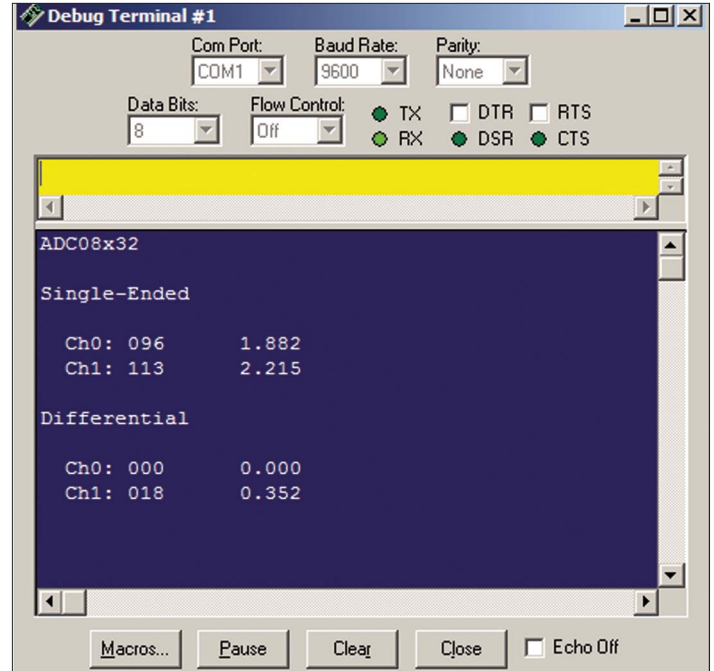 Debug Terminal #1
Com Port: Baud Rate: Parity:
COM1 9600 None
Data Bits: Flow Control: TX DTR RTS
8 Off RX DSR CTS
ADC08x32
Single-Ended
Ch0: 096 1.882
Ch1: 113 2.215
Differential
Ch0: 000 0.000
Ch1: 018 0.352
Macros... Pause Clear Close Echo Off